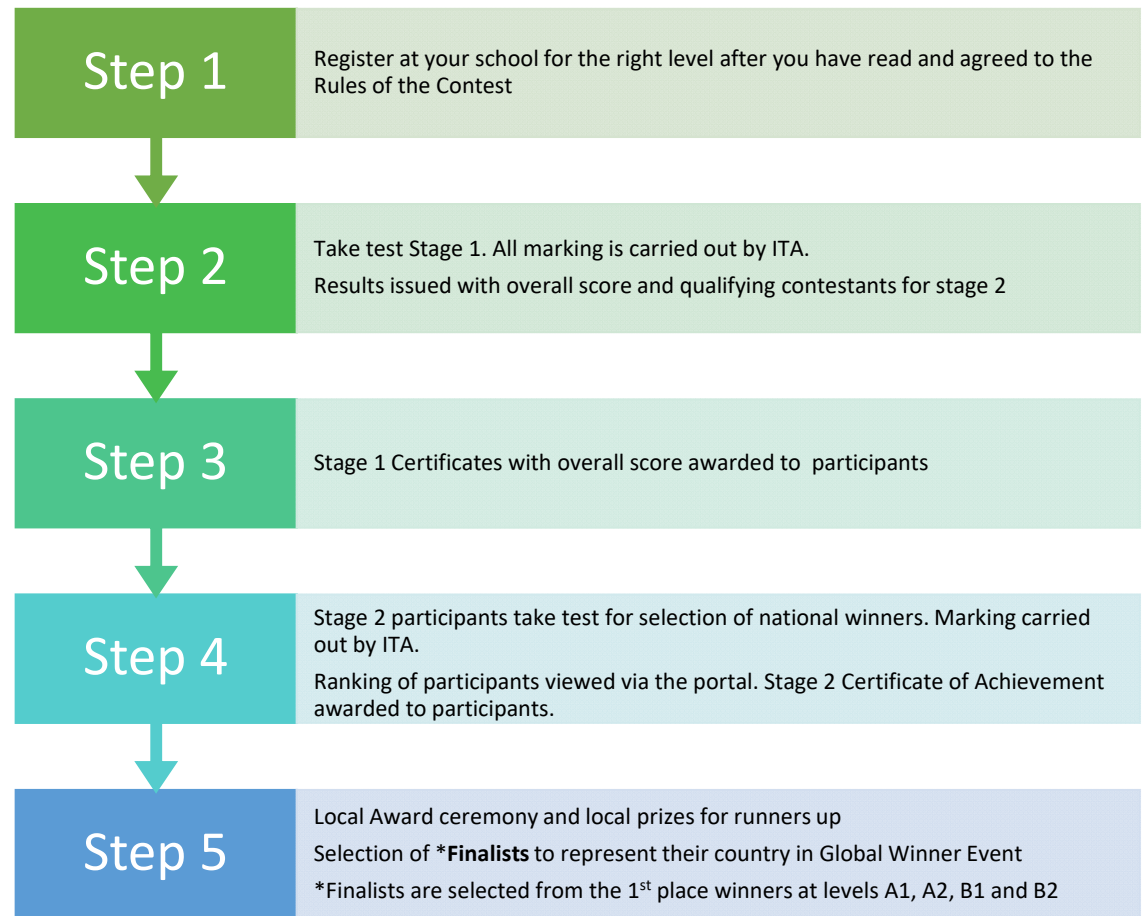 Step 1
Register at your school for the right level after you have read and agreed to the
Rules of the Contest
Step 2
Take test Stage 1. All marking is carried out by ITA.
Results issued with overall score and qualifying contestants for stage 2
Step 3
Stage 1 Certificates with overall score awarded to  participants
Step 4
Stage 2 participants take test for selection of national winners. Marking carried
out by ITA.
Ranking of participants viewed via the portal. Stage 2 Certificate of Achievement
awarded to participants.
Step 5
Local Award ceremony and local prizes for runners up
Selection of *Finalists to represent their country in Global Winner Event
*Finalists are selected from the 1st place winners at levels A1, A2, B1 and B2